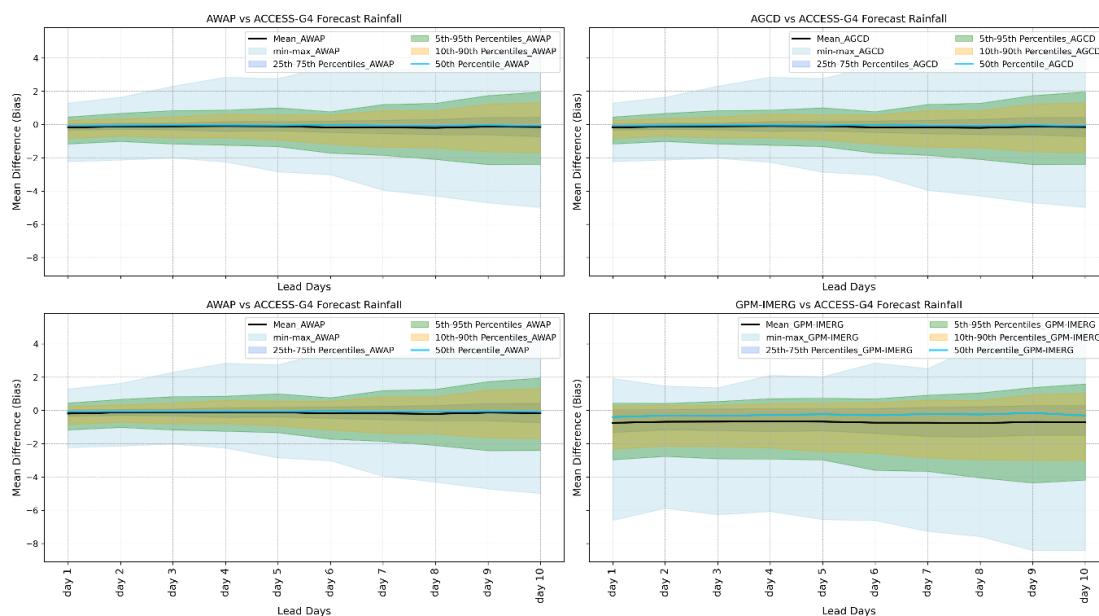 AWAP vs ACCESS-G4 Forecast Rainfall
Mean_AWAP
min-max_AWAP
25th-75th Percentiles_AWAP
5th-95th Percentiles_AWAP
10th-90th Percentiles_AWAP
50th Percentile_AWAP
Mean Difference (Bias)
4
2
0
−2
−4
−6
−8
Lead Days
AGCD vs ACCESS-G4 Forecast Rainfall
Mean_AGCD
min-max_AGCD
25th-75th Percentiles_AGCD
5th-95th Percentiles_AGCD
10th-90th Percentiles_AGCD
50th Percentile_AGCD
Mean Difference (Bias)
Lead Days
AWAP vs ACCESS-G4 Forecast Rainfall
Mean_AWAP
min-max_AWAP
25th-75th Percentiles_AWAP
5th-95th Percentiles_AWAP
10th-90th Percentiles_AWAP
50th Percentile_AWAP
Mean Difference (Bias)
4
2
0
−2
−4
−6
−8
day 1
day 2
day 3
day 4
day 5
day 6
day 7
day 8
day 9
day 10
Lead Days
GPM-IMERG vs ACCESS-G4 Forecast Rainfall
Mean_GPM-IMERG
min-max_GPM-IMERG
25th-75th Percentiles_GPM-IMERG
5th-95th Percentiles_GPM-IMERG
10th-90th Percentiles_GPM-IMERG
50th Percentile_GPM-IMERG
Mean Difference (Bias)
day 1
day 2
day 3
day 4
day 5
day 6
day 7
day 8
day 9
day 10
Lead Days